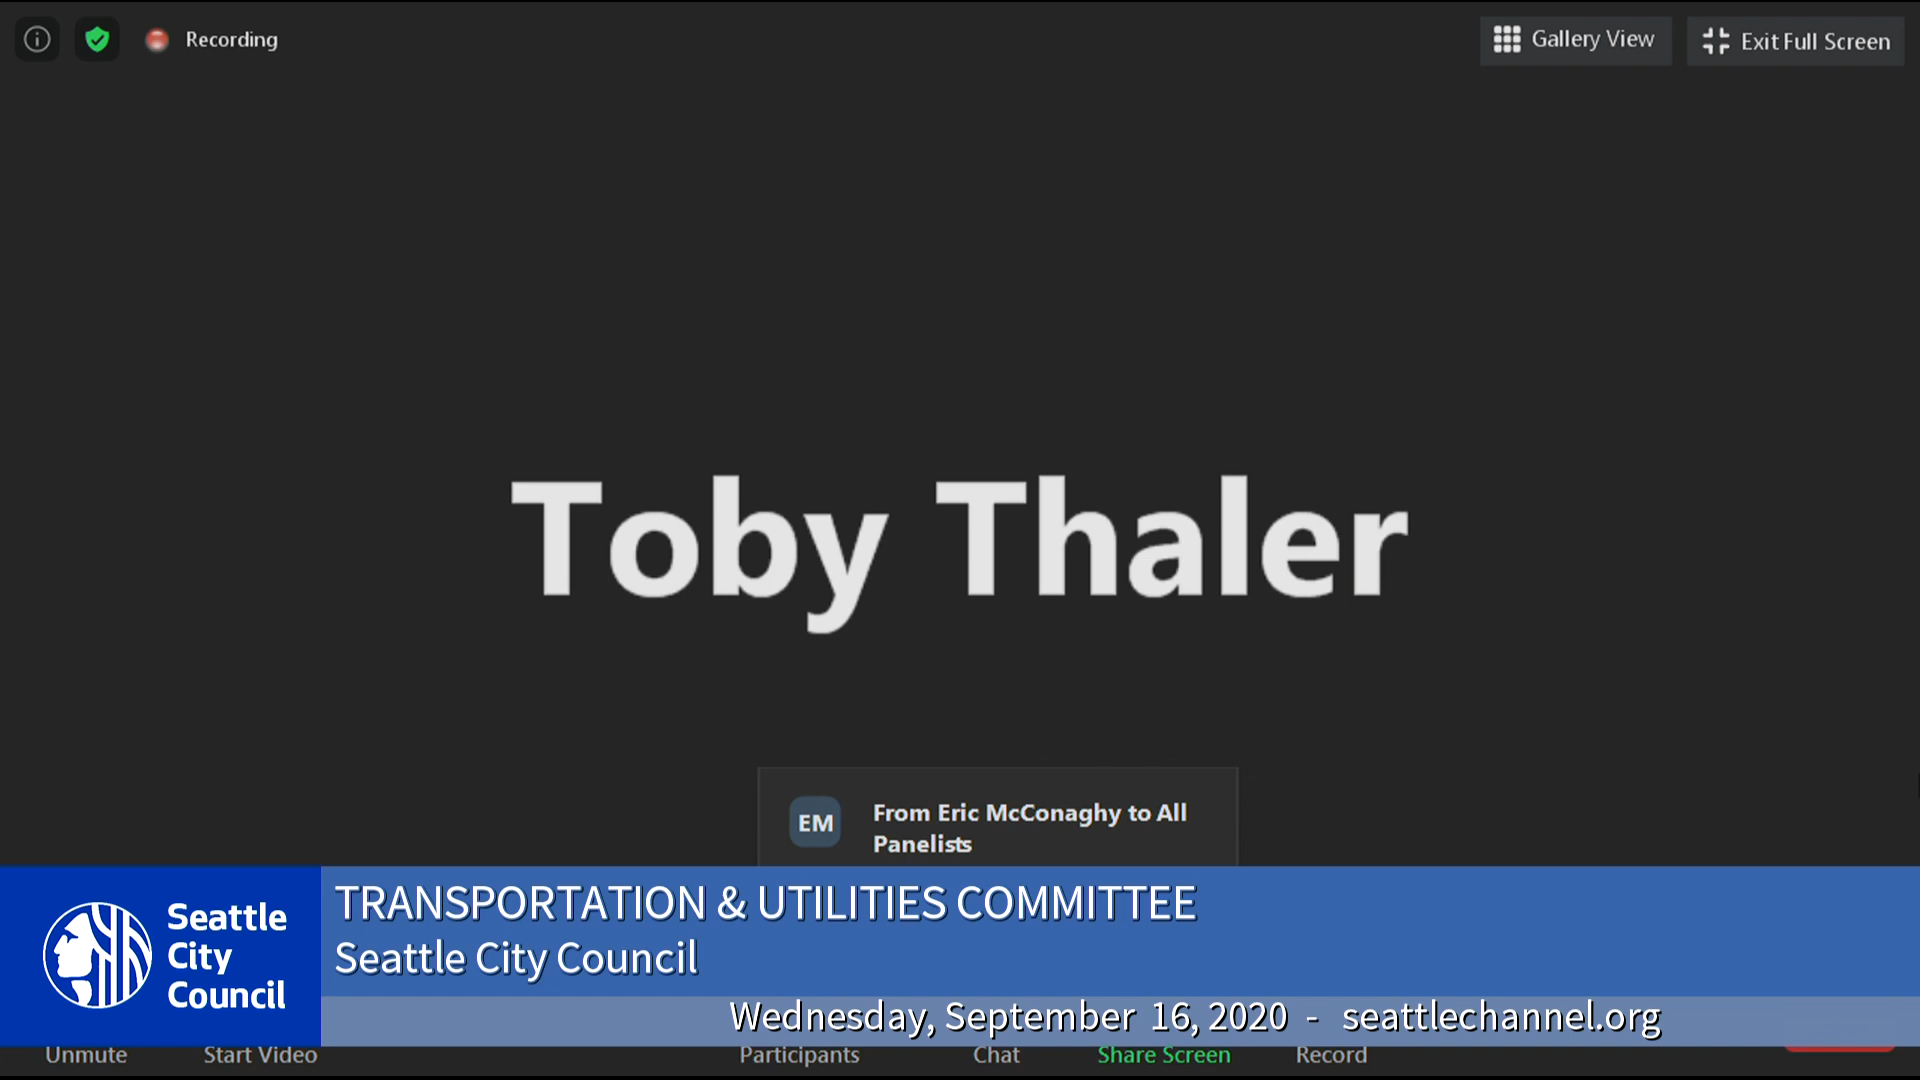 Recording
Gallery View
Exit Full Screen
Toby Thaler
EM
From Eric McConaghy to All
Panelists
Seattle
City
Council
TRANSPORTATION & UTILITIES COMMITTEE
Seattle City Council
Wednesday, September 16, 2020 - seattlechannel.org
Unmute
Start Video
Participants
Chat
Share Screen
Record